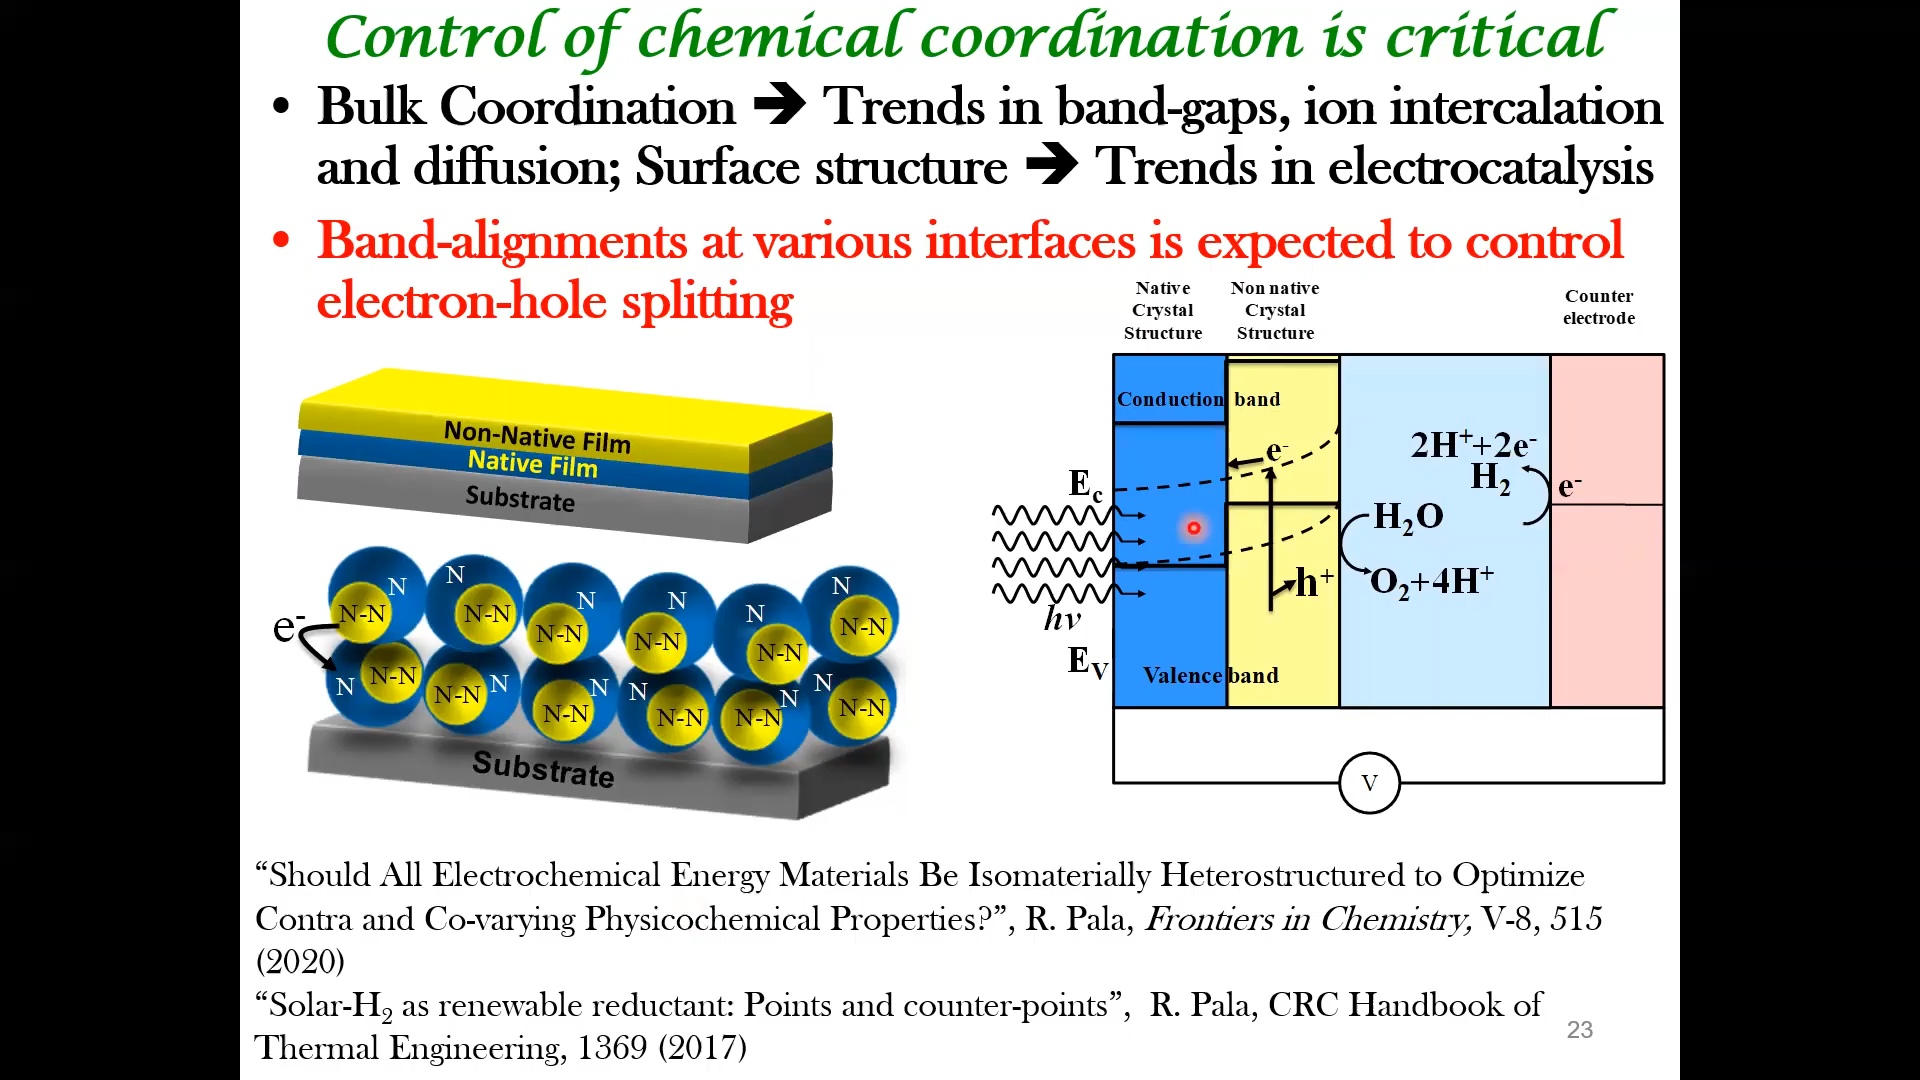 Control of chemical coordination is critical
• Bulk Coordination ➔ Trends in band-gaps, ion intercalation
and diffusion; Surface structure ➔ Trends in electrocatalysis
• Band-alignments at various interfaces is expected to control
electron-hole splitting
Native
Crystal
Structure
Non native
Crystal
Structure
Counter
electrode
Non-Native Film
Native Film
Substrate
Conduction band
e-
2H++2e-
H2
e-
Ec
H2O
h+
O2+4H+
hν
EV
Valence band
V
e-
N
N-N
N
N-N
N
N-N
N
N-N
N
N-N
N
N-N
N
N-N
N-N
N
N
N-N
N
N-N
N-N
N
N
N-N
Substrate
“Should All Electrochemical Energy Materials Be Isomaterially Heterostructured to Optimize
Contra and Co-varying Physicochemical Properties?”, R. Pala, Frontiers in Chemistry, V-8, 515
(2020)
“Solar-H2 as renewable reductant: Points and counter-points”, R. Pala, CRC Handbook of
Thermal Engineering, 1369 (2017)
23